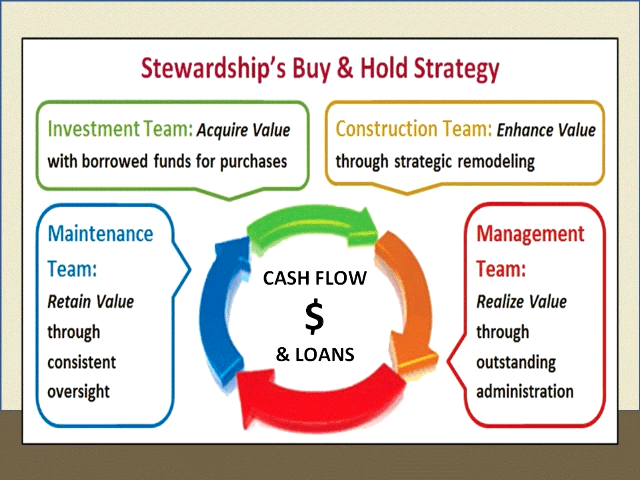 Stewardship's Buy & Hold Strategy
Investment Team: Acquire Value
with borrowed funds for purchases
Construction Team: Enhance Value
through strategic remodeling
Maintenance
Team:
Retain Value
through
consistent
oversight
CASH FLOW
$
& LOANS
Management
Team:
Realize Value
through
outstanding
administration